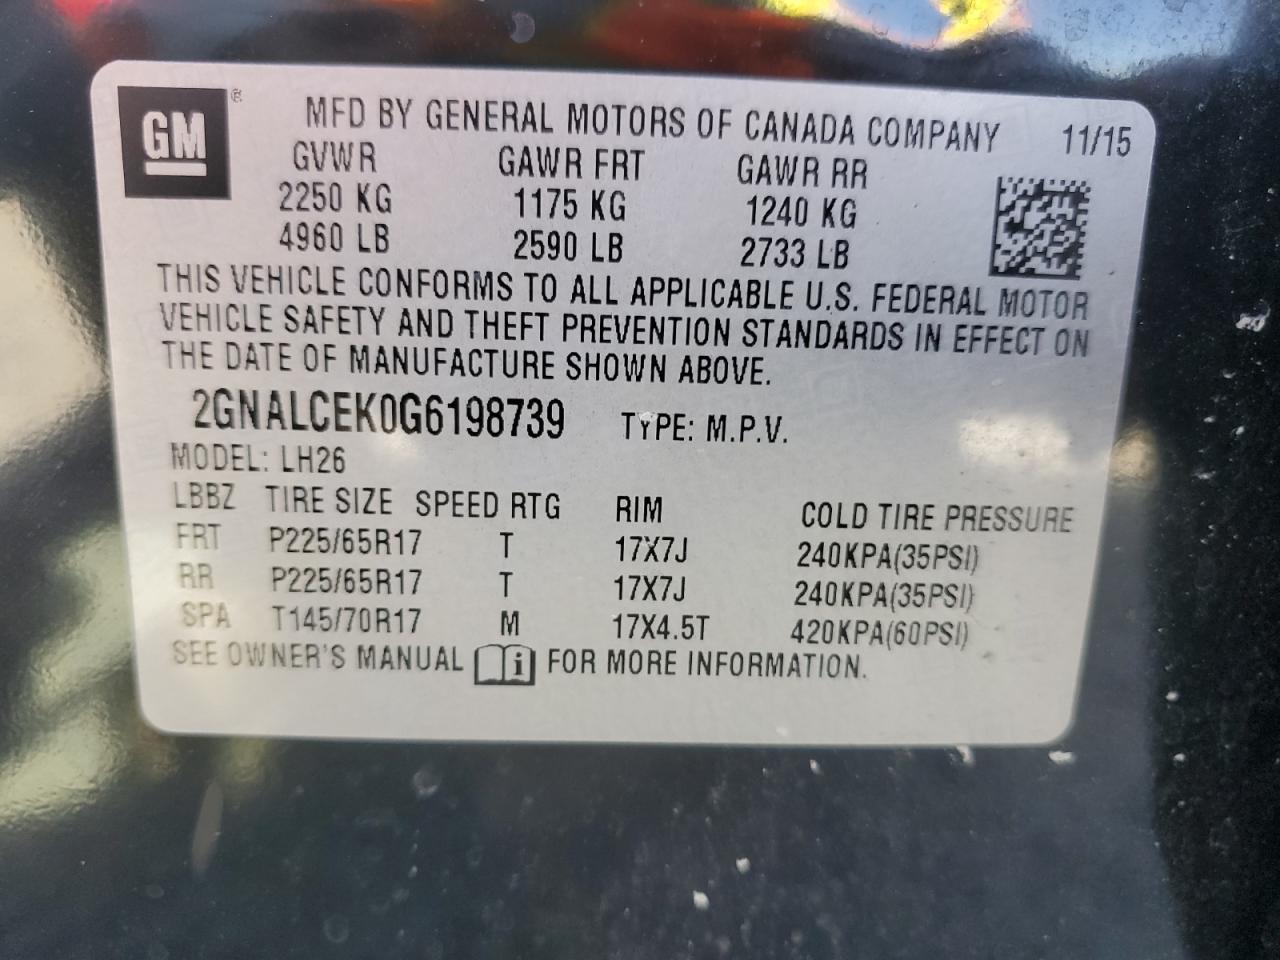 GM ®
MFD BY GENERAL MOTORS OF CANADA COMPANY 11/15
GVWR GAWR FRT GAWR RR
2250 KG 1175 KG 1240 KG
4960 LB 2590 LB 2733 LB
THIS VEHICLE CONFORMS TO ALL APPLICABLE U.S. FEDERAL MOTOR
VEHICLE SAFETY AND THEFT PREVENTION STANDARDS IN EFFECT ON
THE DATE OF MANUFACTURE SHOWN ABOVE.
2GNALCEK0G6198739 TYPE: M.P.V.
MODEL: LH26
LBBZ TIRE SIZE SPEED RTG RIM COLD TIRE PRESSURE
FRT P225/65R17 T 17X7J 240KPA(35PSI)
RR P225/65R17 T 17X7J 240KPA(35PSI)
SPA T145/70R17 M 17X4.5T 420KPA(60PSI)
SEE OWNER'S MANUAL i FOR MORE INFORMATION.